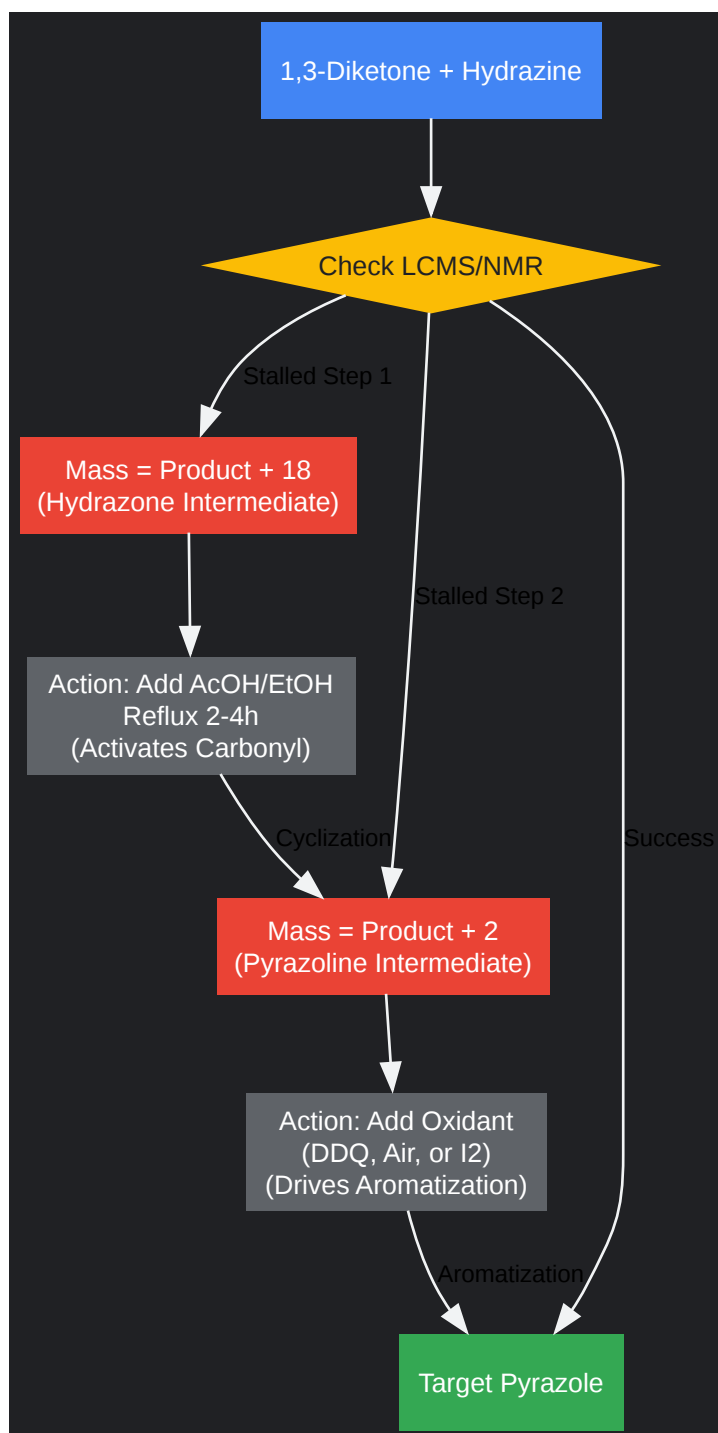 1,3-Diketone + Hydrazine
Check LCMS/NMR
Stalled Step 1
Mass = Product + 18
(Hydrazone Intermediate)
Stalled Step 2
Action: Add AcOH/EtOH
Reflux 2-4h
(Activates Carbonyl)
Cyclization
Success
Mass = Product + 2
(Pyrazoline Intermediate)
Action: Add Oxidant
(DDQ, Air, or I2)
(Drives Aromatization)
Aromatization
Target Pyrazole